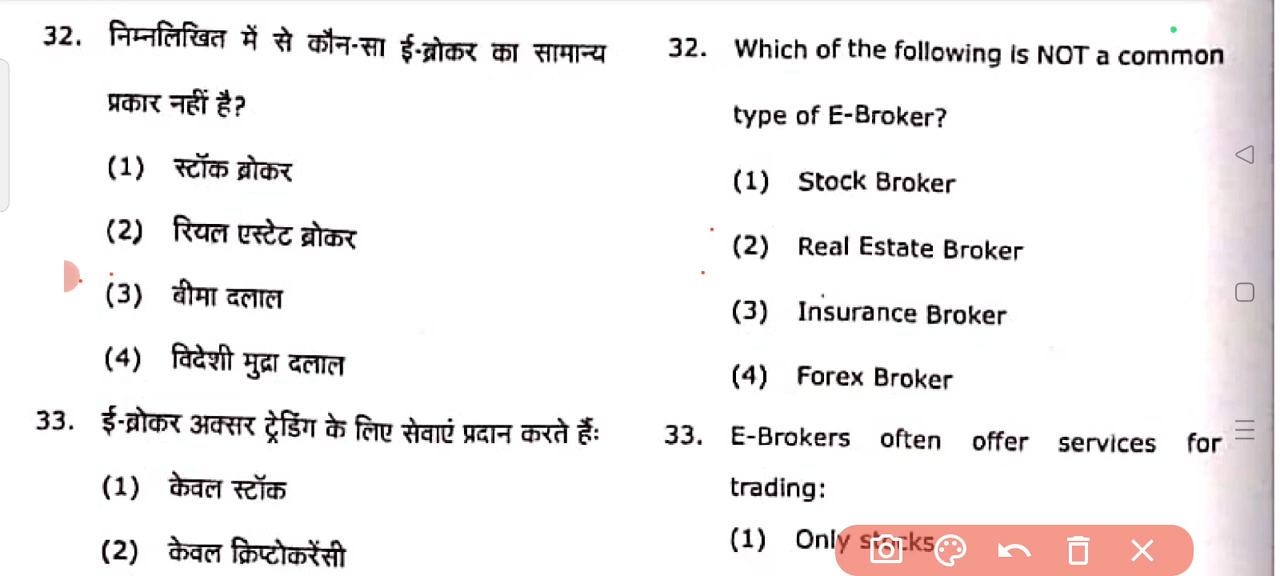 32. निम्नलिखित में से कौन-सा ई-ब्रोकर का सामान्य
प्रकार नहीं है?
(1) स्टॉक ब्रोकर
(2) रियल एस्टेट ब्रोकर
(3) बीमा दलाल
(4) विदेशी मुद्रा दलाल
33. ई-ब्रोकर अक्सर ट्रेडिंग के लिए सेवाएं प्रदान करते हैंः
(1) केवल स्टॉक
(2) केवल क्रिप्टोकरेंसी
32. Which of the following is NOT a common
type of E-Broker?
(1) Stock Broker
(2) Real Estate Broker
(3) Insurance Broker
(4) Forex Broker
33. E-Brokers often offer services for
trading:
(1) Only stocks